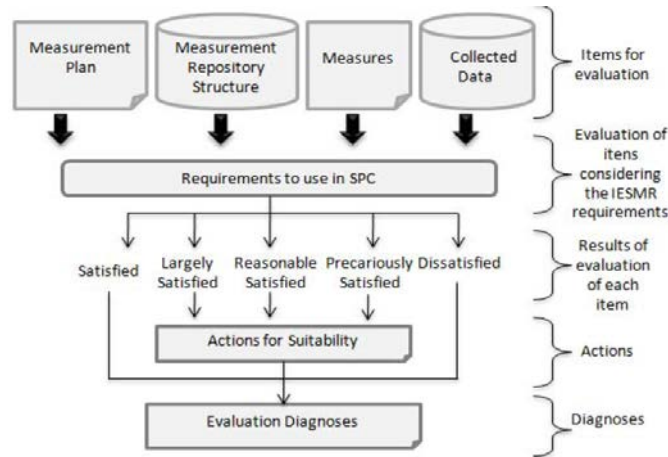 Measurement
Plan
Measurement
Repository
Structure
Measures
Collected
Data
Items for
evaluation
Requirements to use in SPC
Evaluation of
itens
considering
the IESMR
requirements
Satisfied
Largely
Satisfied
Reasonable
Satisfied
Precariously
Satisfied
Dissatisfied
Results of
evaluation
of each
item
Actions for Suitability
Actions
Evaluation Diagnoses
Diagnoses